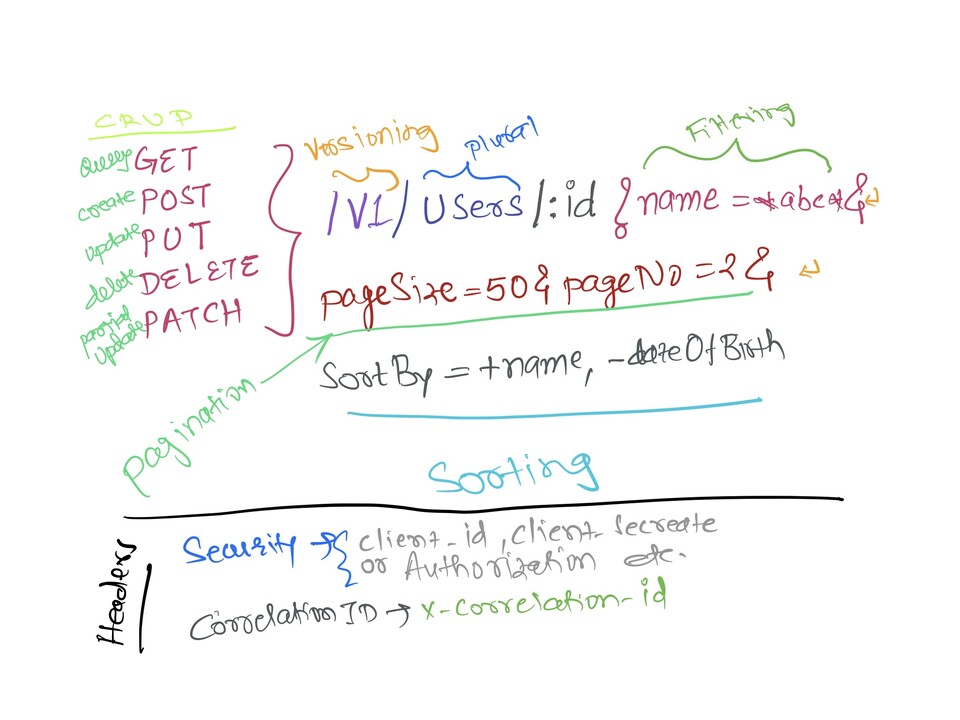 CRUD
Query GET
create POST
update PUT
delete DELETE
partial update PATCH
Versioning
plural
Filtering
/V1/Users/:id { name = *abc*& ↵
pageSize=50& pageNo=2& ↵
SortBy = +name, -dateOfBirth
pagination
Sorting
Headers
Security → { client-id, client-secreate
or Authorization etc.
CorrelationID → x-correlation-id